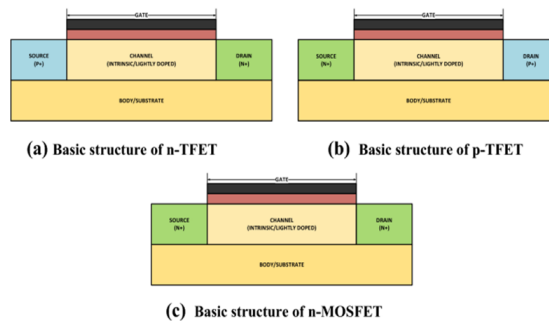 GATE
SOURCE
(P+)
CHANNEL
(INTRINSIC/LIGHTLY DOPED)
DRAIN
(N+)
BODY/SUBSTRATE
(a) Basic structure of n-TFET
GATE
SOURCE
(N+)
CHANNEL
(INTRINSIC/LIGHTLY DOPED)
DRAIN
(P+)
BODY/SUBSTRATE
(b) Basic structure of p-TFET
GATE
SOURCE
(N+)
CHANNEL
(INTRINSIC/LIGHTLY DOPED)
DRAIN
(N+)
BODY/SUBSTRATE
(c) Basic structure of n-MOSFET